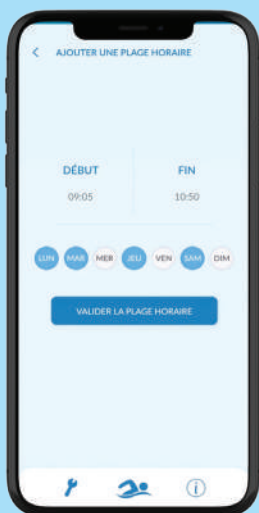 AJOUTER UNE PLAGE HORAIRE
DÉBUT FIN
09:05 10:50
LUN MAR MER JEU VEN SAM DIM
VALIDER LA PLAGE HORAIRE